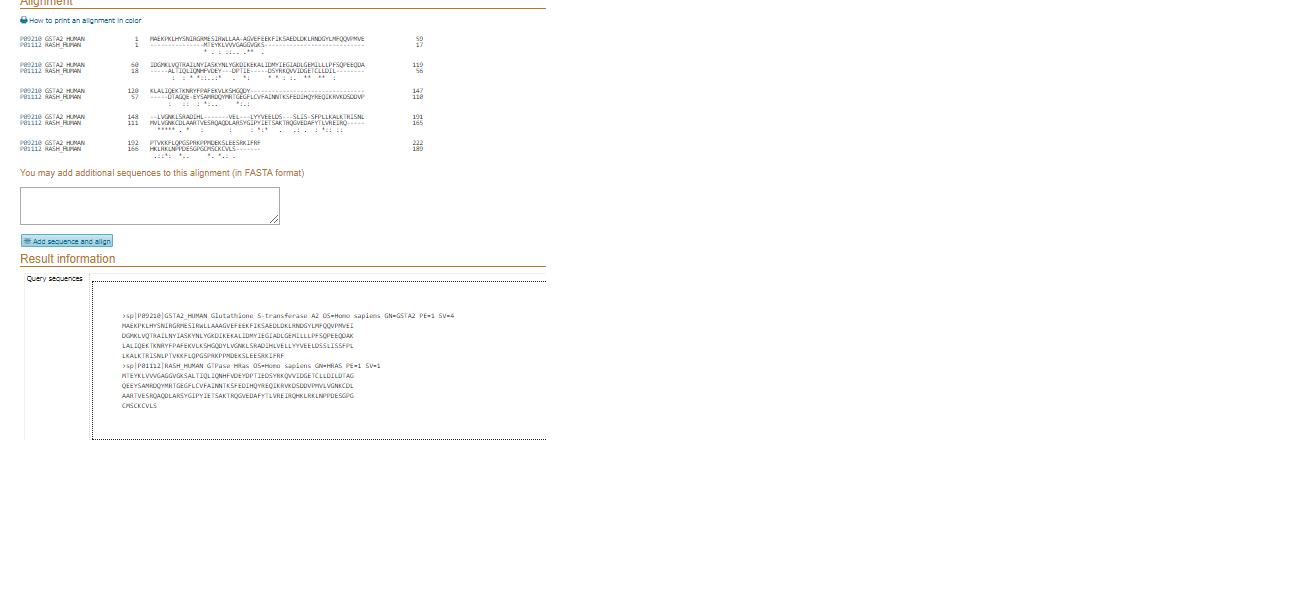 Alignment
How to print an alignment in color
P09210 GSTA2_HUMAN 1 MAEKPKLHYSNIRGRMESIRWLLAA-AGVEFEEKFIKSAEDLDKLRNDGYLMFQQVPMVE 59
P01112 RASH_HUMAN 1 ---------------MTEYKLVVVGAGGVGKS---------------------------- 17
P09210 GSTA2_HUMAN 60 IDGMKLVQTRAILNYIASKYNLYGKDIKEKALIDMYIEGIADLGEMILLLPFSQPEEQDA 119
P01112 RASH_HUMAN 18 -----ALTIQLIQNHFVDEY---DPTIE-----DSYRKQVVIDGETCLLDIL-------- 56
P09210 GSTA2_HUMAN 120 KLALIQEKTKNRYFPAFEKVLKSHGQDY-------------------------------- 147
P01112 RASH_HUMAN 57 -----DTAGQE-EYSAMRDQYMRTGEGFLCVFAINNTKSFEDIHQYREQIKRVKDSDDVP 110
P09210 GSTA2_HUMAN 148 --LVGNKLSRADIHL-------VEL---LYYVEELDS---SLIS-SFPLLKALKTRISNL 191
P01112 RASH_HUMAN 111 MVLVGNKCDLAARTVESRQAQDLARSYGIPYIETSAKTRQGVEDAFYTLVREIRQ----- 165
P09210 GSTA2_HUMAN 192 PTVKKFLQPGSPRKPPMDEKSLEESRKIFRF 222
P01112 RASH_HUMAN 166 HKLRKLNPPDESGPGCMSCKCVLS------- 189
You may add additional sequences to this alignment (in FASTA format)
Add sequence and align
Result information
Query sequences
>sp|P09210|GSTA2_HUMAN Glutathione S-transferase A2 OS=Homo sapiens GN=GSTA2 PE=1 SV=4
MAEKPKLHYSNIRGRMESIRWLLAAAGVEFEEKFIKSAEDLDKLRNDGYLMFQQVPMVEI
DGMKLVQTRAILNYIASKYNLYGKDIKEKALIDMYIEGIADLGEMILLLPFSQPEEQDAK
LALIQEKTKNRYFPAFEKVLKSHGQDYLVGNKLSRADIHLVELLYYVEELDSSLISSFPL
LKALKTRISNLPTVKKFLQPGSPRKPPMDEKSLEESRKIFRF
>sp|P01112|RASH_HUMAN GTPase HRas OS=Homo sapiens GN=HRAS PE=1 SV=1
MTEYKLVVVGAGGVGKSALTIQLIQNHFVDEYDPTIEDSYRKQVVIDGETCLLDILDTAG
QEEYSAMRDQYMRTGEGFLCVFAINNTKSFEDIHQYREQIKRVKDSDDVPMVLVGNKCDL
AARTVESRQAQDLARSYGIPYIETSAKTRQGVEDAFYTLVREIRQHKLRKLNPPDESGPG
CMSCKCVLS